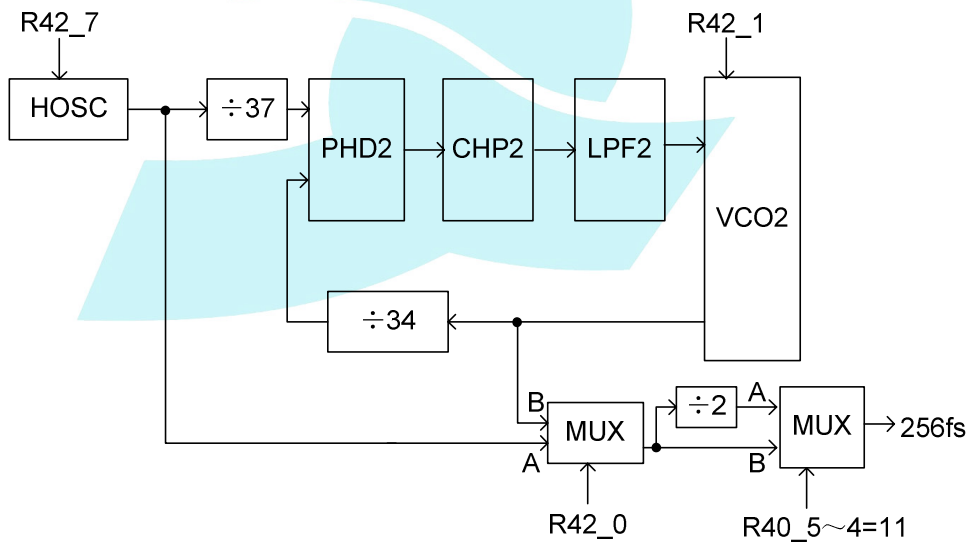 R42_7
R42_1
HOSC
÷37
PHD2
CHP2
LPF2
VCO2
÷34
B
A
MUX
÷2
A
B
MUX
256fs
R42_0
R40_5～4=11